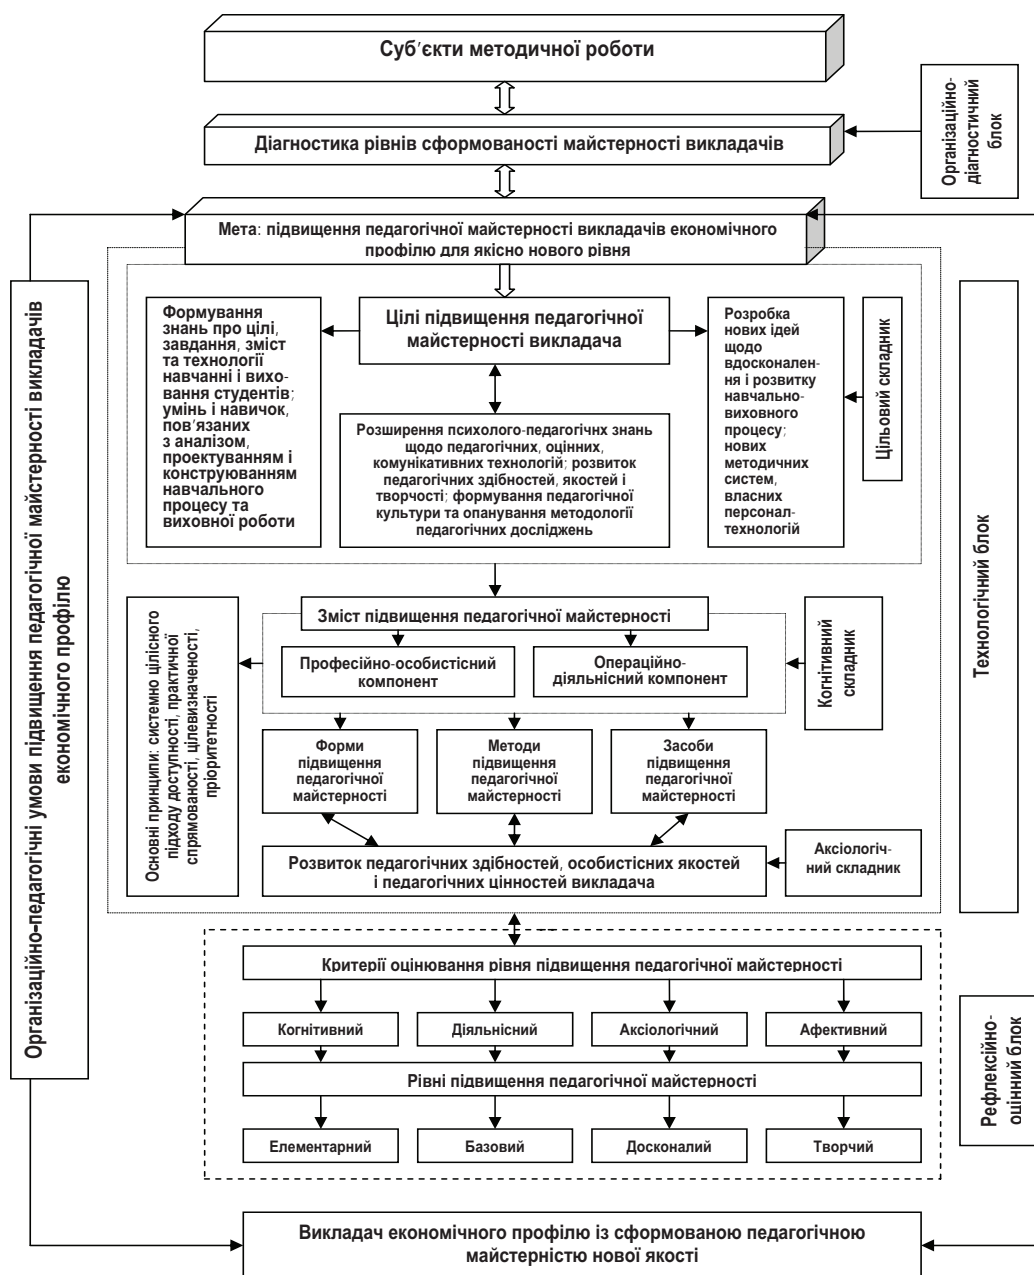 Суб'єкти методичної роботи
Організаційно-
діагностичний
блок
Діагностика рівнів сформованості майстерності викладачів
Мета: підвищення педагогічної майстерності викладачів економічного
профілю для якісно нового рівня
Організаційно-педагогічні умови підвищення педагогічної майстерності викладачів
економічного профілю
Формування
знань про цілі,
завдання, зміст
та технології
навчанні і вихо-
вання студентів;
умінь і навичок,
пов'язаних
з аналізом,
проектуванням і
конструюванням
навчального
процесу та
виховної роботи
Цілі підвищення педагогічної
майстерності викладача
Розширення психолого-педагогічнх знань
щодо педагогічних, оцінних,
комунікативних технологій; розвиток
педагогічних здібностей, якостей і
творчості; формування педагогічної
культури та опанування методології
педагогічних досліджень
Розробка
нових ідей
щодо
вдосконален-
ня і розвитку
навчально-
виховного
процесу;
нових
методичних
систем,
власних
персонал-
технологій
Цільовий складник
Технологічний блок
Зміст підвищення педагогічної майстерності
Професійно-особистісний
компонент
Операційно-
діяльнісний компонент
Когнітивний
складник
Основні принципи: системно цілісного
підходу доступності, практичної
спрямованості, цілевизначеності,
пріоритетності
Форми
підвищення
педагогічної
майстерності
Методи
підвищення
педагогічної
майстерності
Засоби
підвищення
педагогічної
майстерності
Розвиток педагогічних здібностей, особистісних якостей
і педагогічних цінностей викладача
Аксіологіч-
ний складник
Критерії оцінювання рівня підвищення педагогічної майстерності
Когнітивний
Діяльнісний
Аксіологічний
Афективний
Рівні підвищення педагогічної майстерності
Елементарний
Базовий
Досконалий
Творчий
Рефлексійно-
оцінний блок
Викладач економічного профілю із сформованою педагогічною
майстерністю нової якості